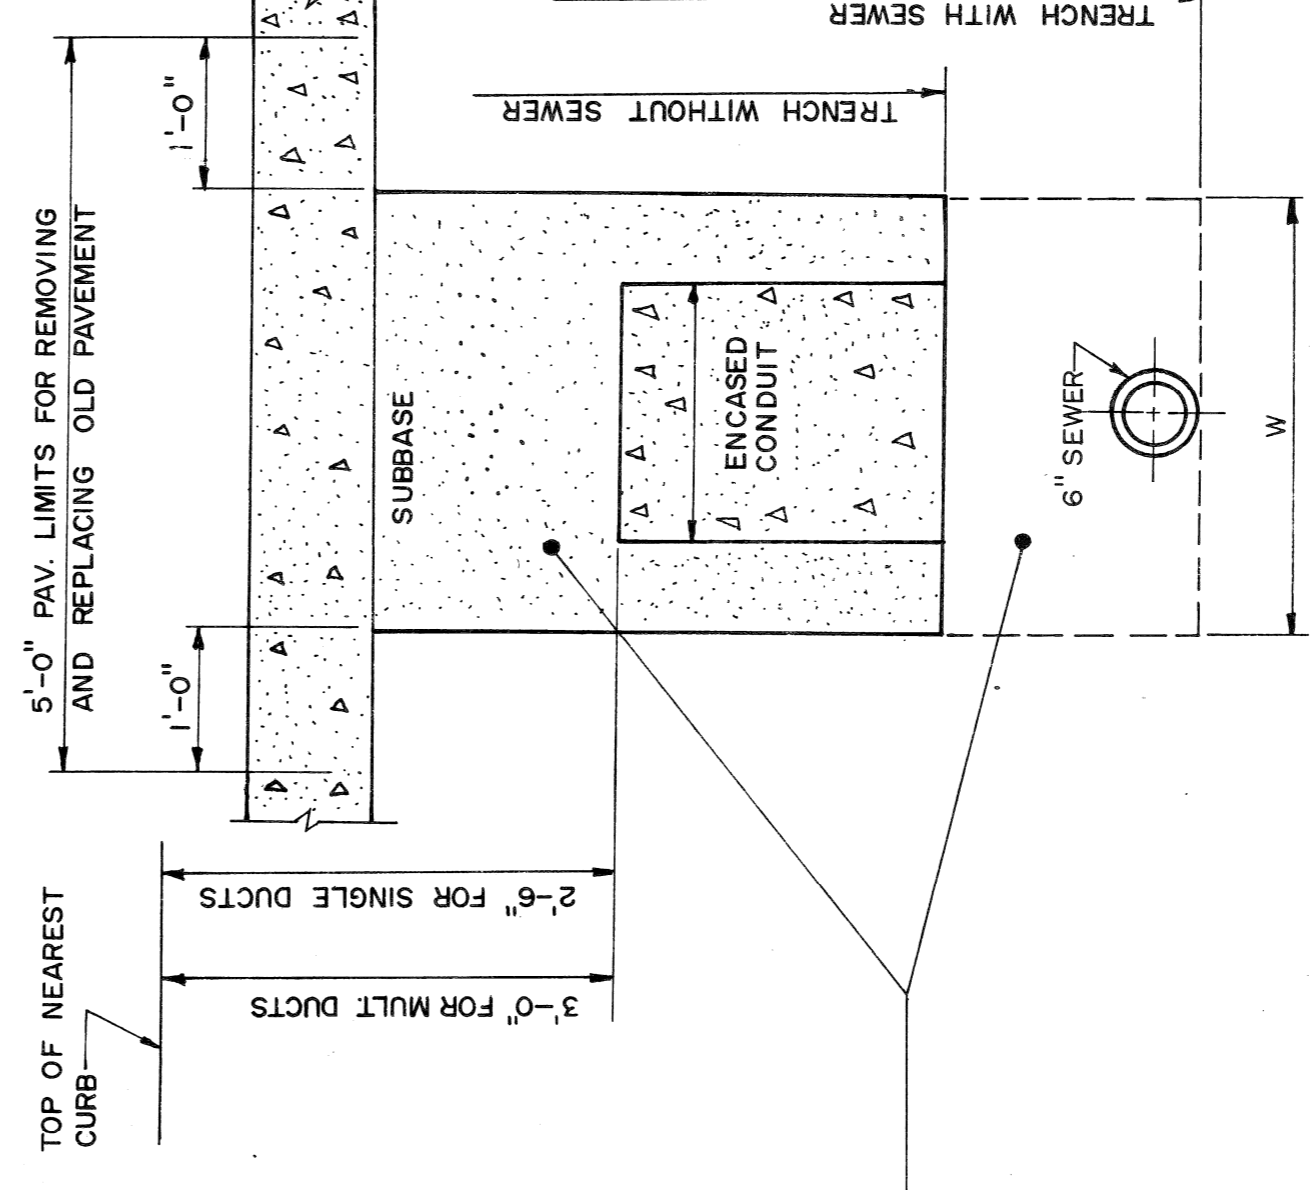 5'-0" PAV. LIMITS FOR REMOVING
AND REPLACING OLD PAVEMENT
1'-0"
1'-0"
TOP OF NEAREST
CURB
2'-6" FOR SINGLE DUCTS
3'-0" FOR MULT. DUCTS
SUBBASE
ENCASED
CONDUIT
TRENCH WITHOUT SEWER
TRENCH WITH SEWER
6" SEWER
W